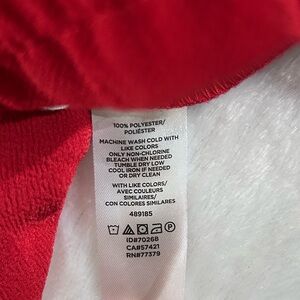 100% POLYESTER/
POLIÉSTER
MACHINE WASH COLD WITH
LIKE COLORS
ONLY NON-CHLORINE
BLEACH WHEN NEEDED
TUMBLE DRY LOW
COOL IRON IF NEEDED
OR DRY CLEAN
WITH LIKE COLORS/
AVEC COULEURS
SIMILAIRES/
CON COLORES SIMILARES
489185
ID#70268
CA#57421
RN#77379